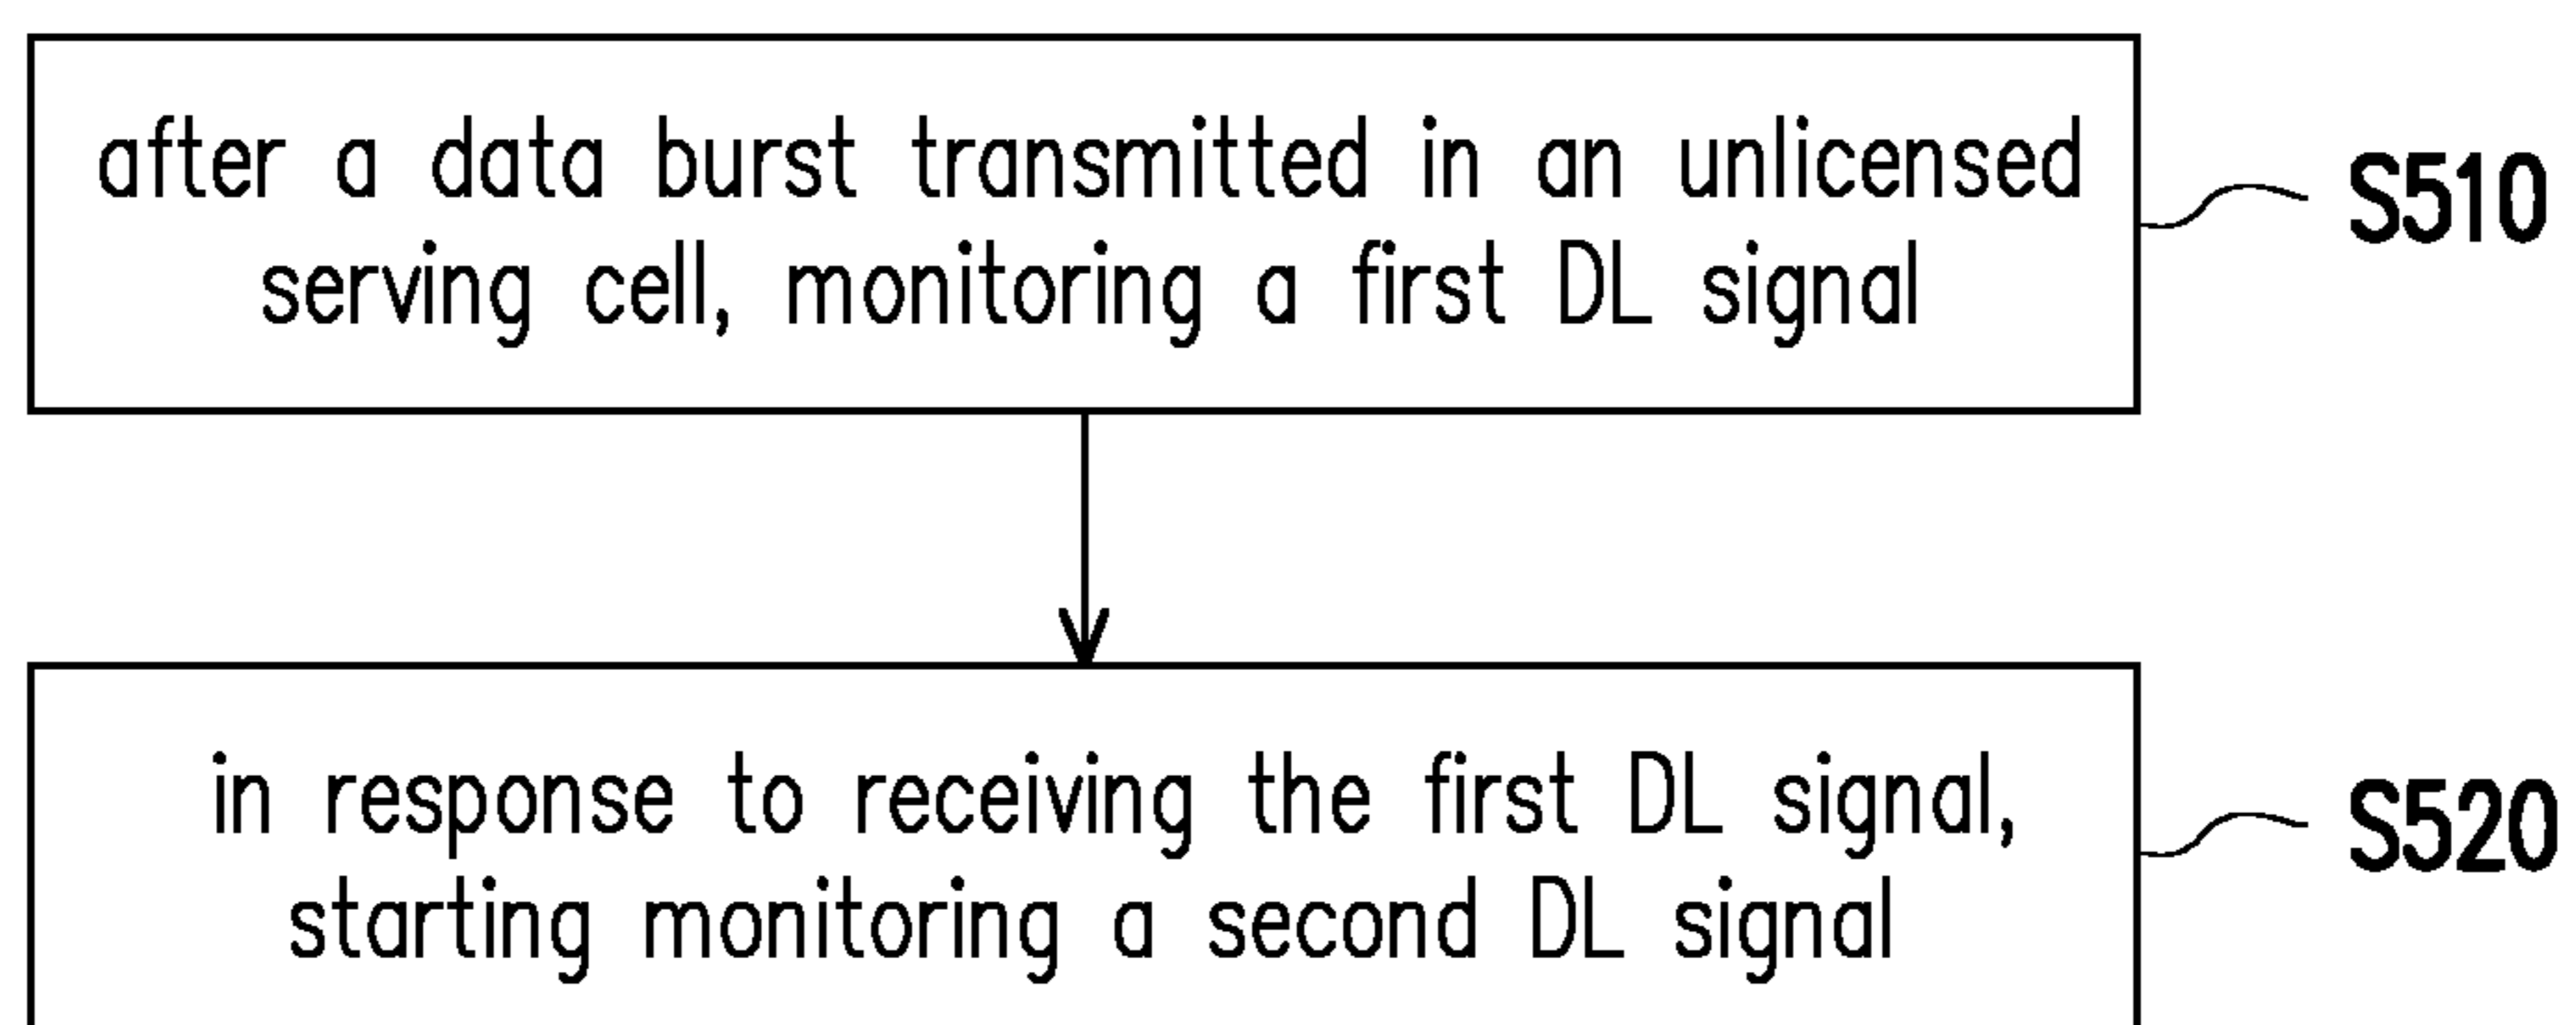 after a data burst transmitted in an unlicensed
serving cell, monitoring a first DL signal
S510
in response to receiving the first DL signal,
starting monitoring a second DL signal
S520